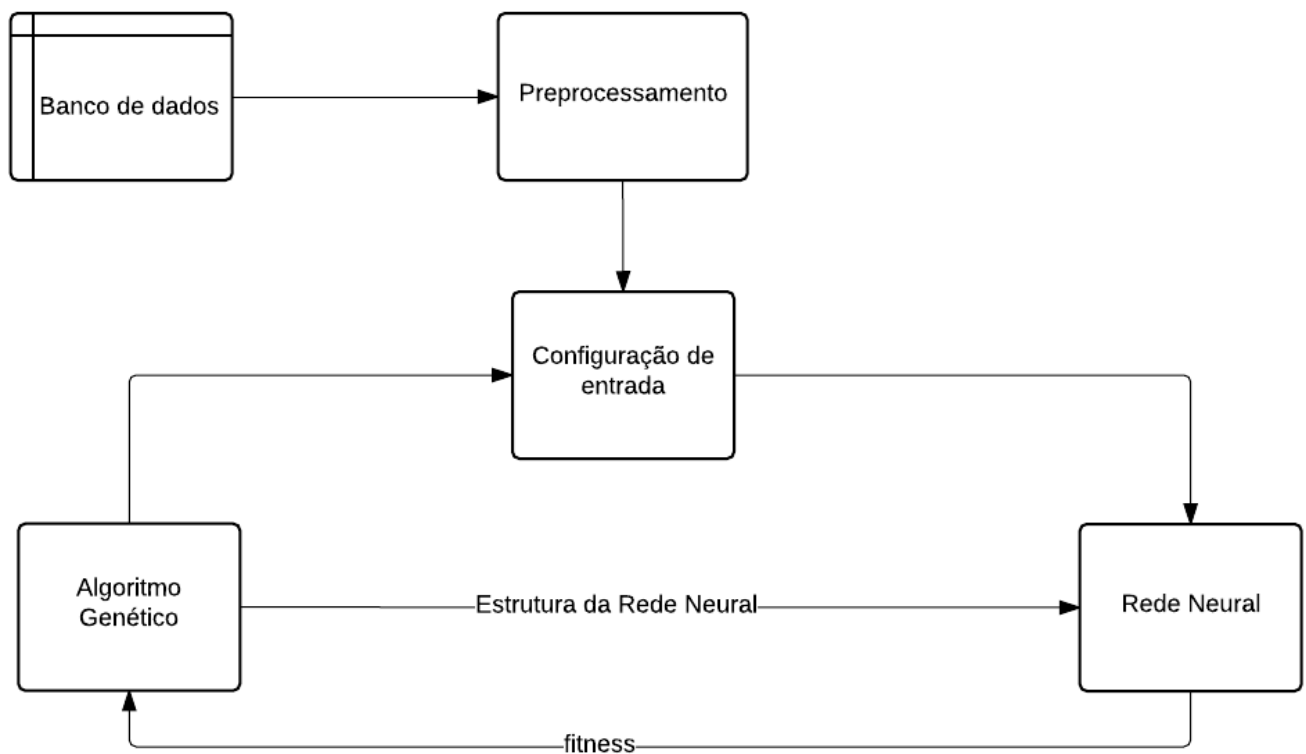 Banco de dados
Preprocessamento
Configuração de
entrada
Algoritmo
Genético
Estrutura da Rede Neural
Rede Neural
fitness